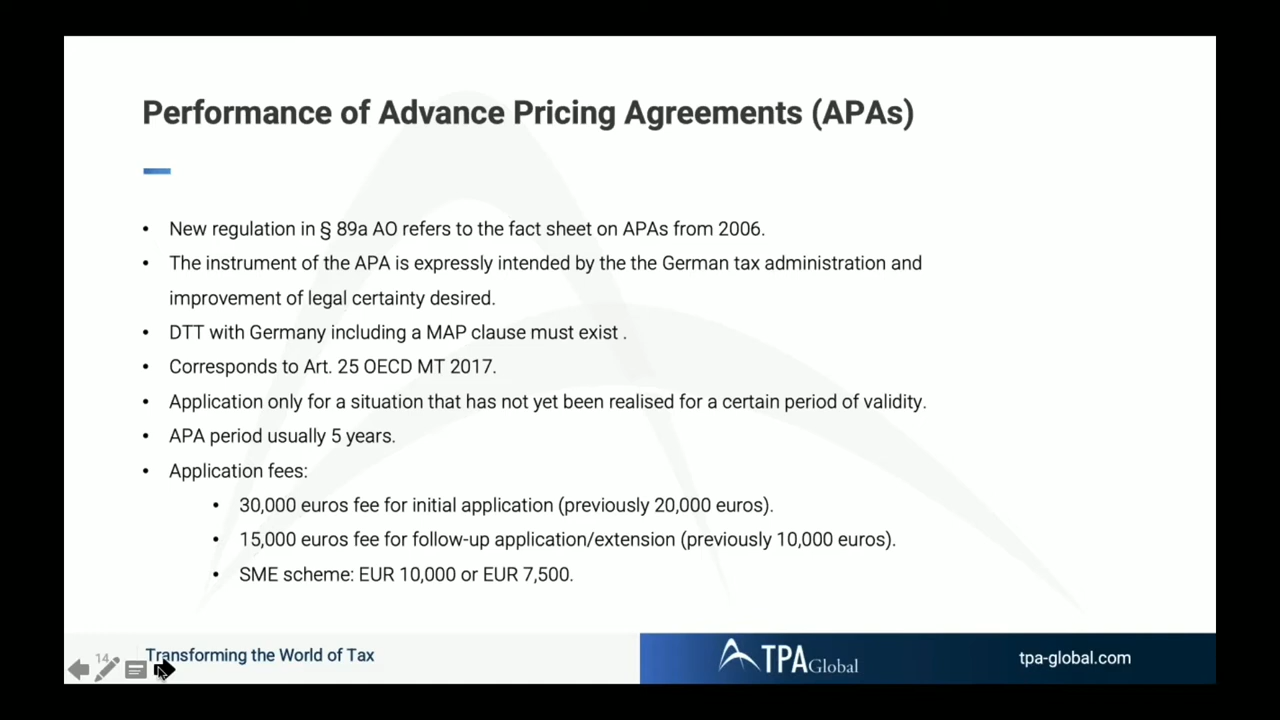 Performance of Advance Pricing Agreements (APAs)
• New regulation in § 89a AO refers to the fact sheet on APAs from 2006.
• The instrument of the APA is expressly intended by the the German tax administration and
improvement of legal certainty desired.
• DTT with Germany including a MAP clause must exist .
• Corresponds to Art. 25 OECD MT 2017.
• Application only for a situation that has not yet been realised for a certain period of validity.
• APA period usually 5 years.
• Application fees:
• 30,000 euros fee for initial application (previously 20,000 euros).
• 15,000 euros fee for follow-up application/extension (previously 10,000 euros).
• SME scheme: EUR 10,000 or EUR 7,500.
14
Transforming the World of Tax
TPA Global
tpa-global.com